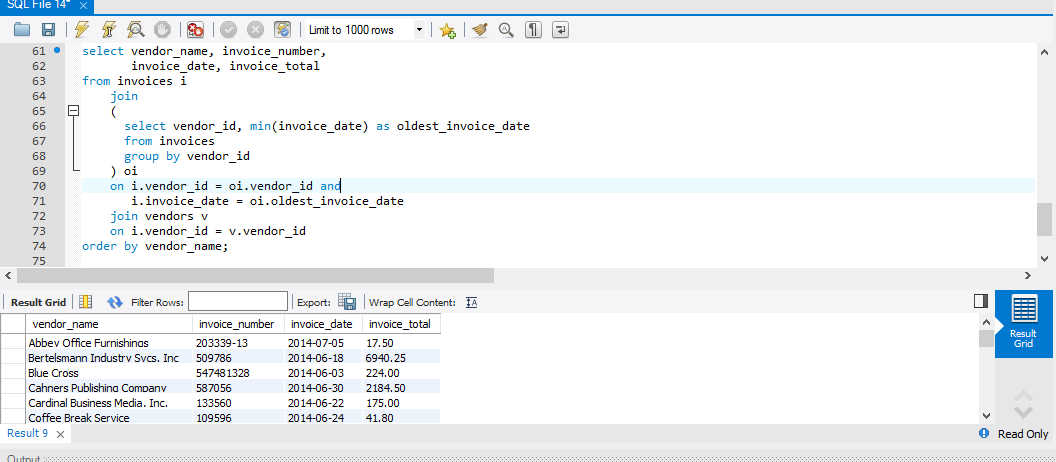 SQL File 14* ×
Limit to 1000 rows
61 select vendor_name, invoice_number,
62 invoice_date, invoice_total
63 from invoices i
64 join
65 (
66 select vendor_id, min(invoice_date) as oldest_invoice_date
67 from invoices
68 group by vendor_id
69 ) oi
70 on i.vendor_id = oi.vendor_id and
71 i.invoice_date = oi.oldest_invoice_date
72 join vendors v
73 on i.vendor_id = v.vendor_id
74 order by vendor_name;
75
Result Grid Filter Rows: Export: Wrap Cell Content:
vendor_name invoice_number invoice_date invoice_total
Abbey Office Furnishings 203339-13 2014-07-05 17.50
Bertelsmann Industry Svcs. Inc 509786 2014-06-18 6940.25
Blue Cross 547481328 2014-06-03 224.00
Cahners Publishing Company 587056 2014-06-30 2184.50
Cardinal Business Media, Inc. 133560 2014-06-22 175.00
Coffee Break Service 109596 2014-06-24 41.80
Result
Grid
Result 9 × Read Only
Output